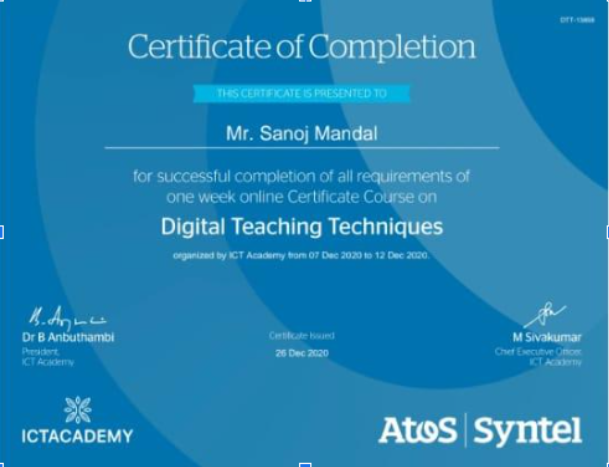 Certificate of Completion
THIS CERTIFICATE IS PRESENTED TO
Mr. Sanoj Mandal
for successful completion of all requirements of
one week online Certificate Course on
Digital Teaching Techniques
organized by ICT Academy from 07 Dec 2020 to 12 Dec 2020.
Dr B Anbuthambi
President,
ICT Academy
Certificate Issued
26 Dec 2020
M Sivakumar
Chief Executive Officer,
ICT Academy
ICTACADEMY
Atos | Syntel